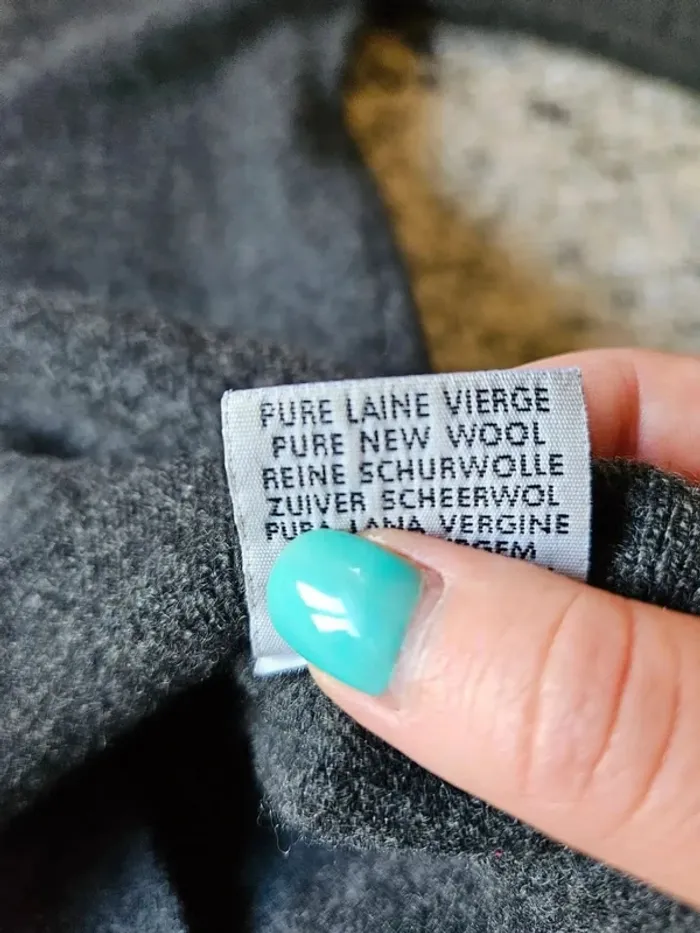 PURE LAINE VIERGE
PURE NEW WOOL
REINE SCHURWOLLE
ZUIVER SCHEERWOL
PURA LANA VERGINE